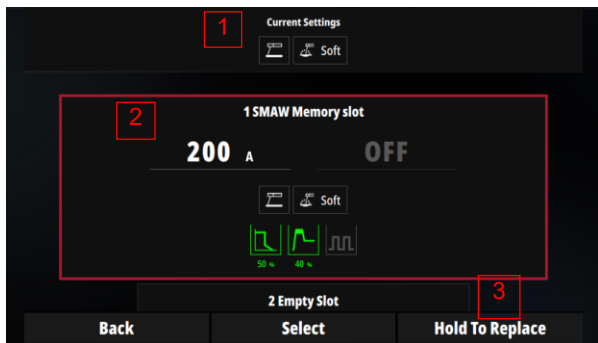 1
Current Settings
Soft
2
1 SMAW Memory slot
200 A OFF
Soft
50 % 40 %
2 Empty Slot
3
Back Select Hold To Replace